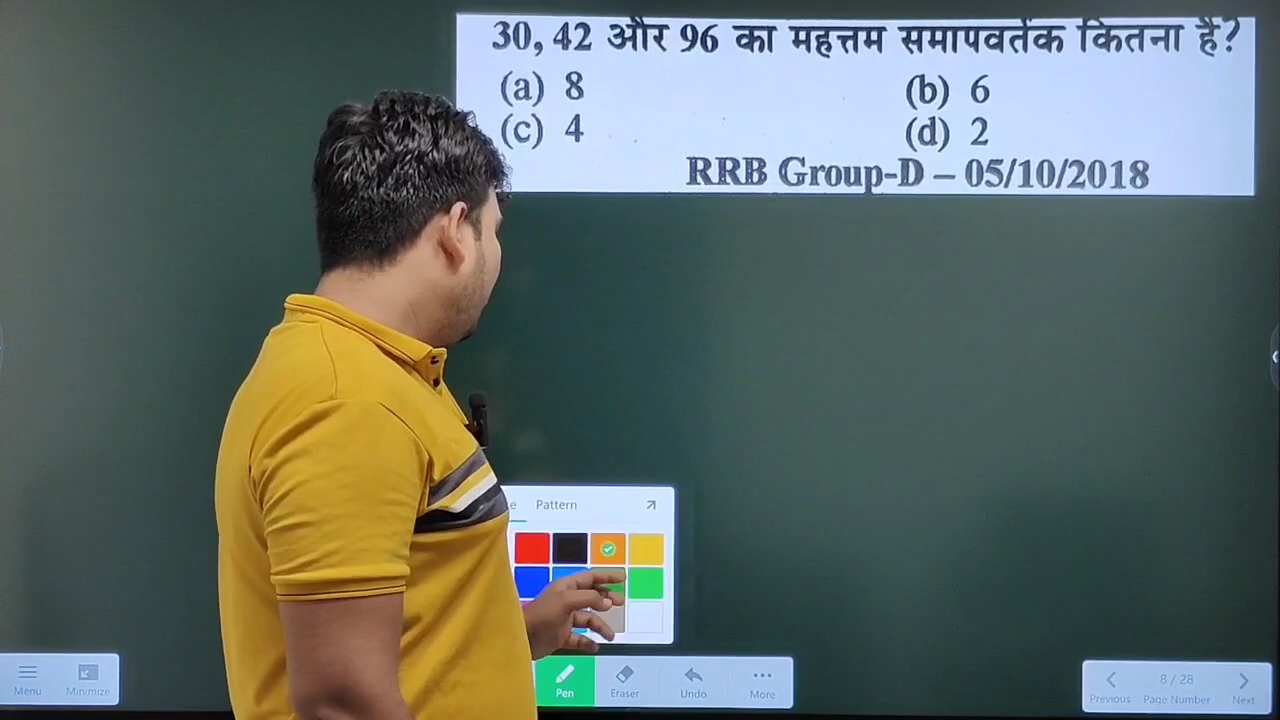 30, 42 और 96 का महत्तम समापवर्तक कितना है?
(a) 8
(b) 6
(c) 4
(d) 2
RRB Group-D – 05/10/2018
Pattern
Menu
Minimize
Pen
Eraser
Undo
More
Previous
8 / 28
Page Number
Next